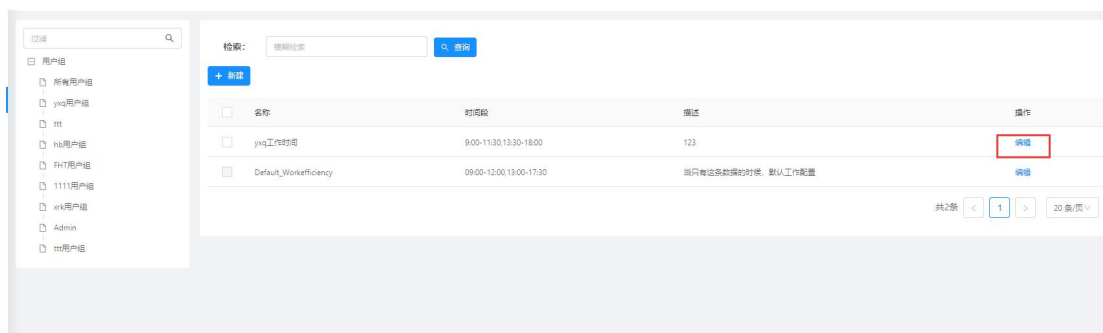 过滤
用户组
所有用户组
yxq用户组
ttt
hb用户组
FHT用户组
1111用户组
xrk用户组
Admin
ttt用户组
检索： 模糊检索 查询
+ 新建
名称 时间段 描述 操作
yxq工作时间 9:00-11:30,13:30-18:00 123 编辑
Default_Workefficiency 09:00-12:00,13:00-17:30 当只有这条数据的时候，默认工作配置 编辑
共2条 < 1 > 20 条/页